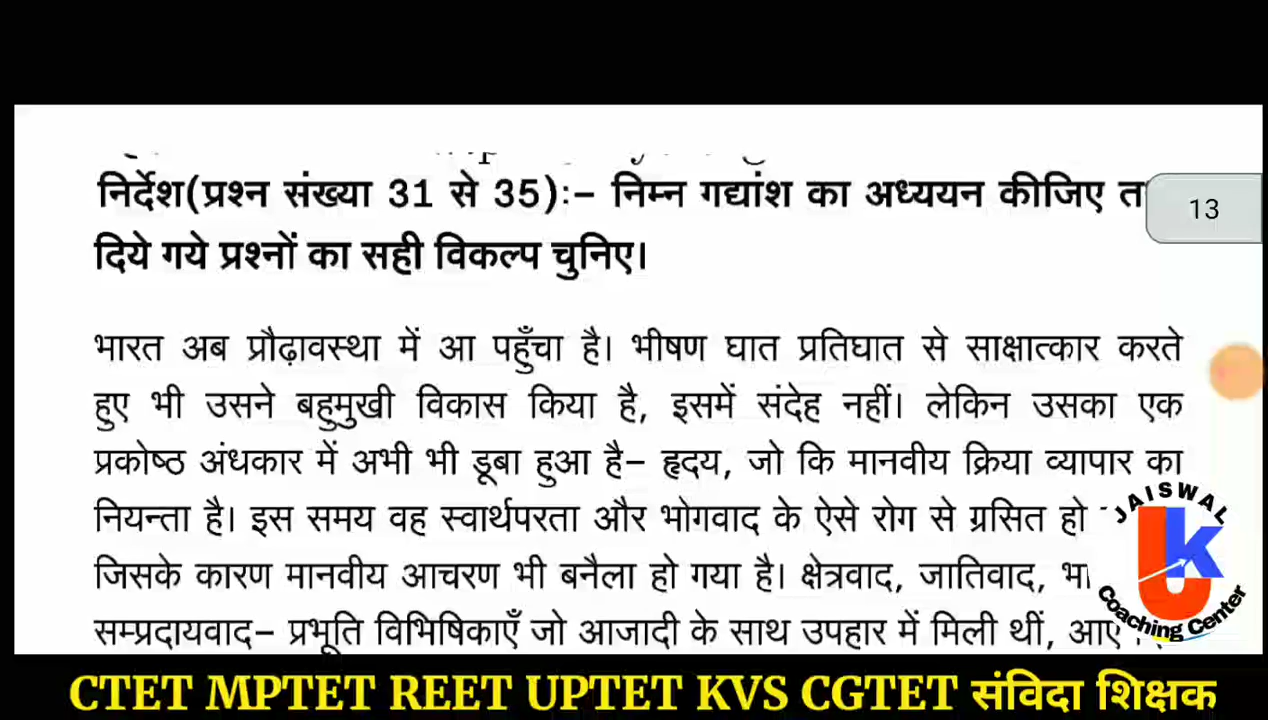 निर्देश(प्रश्न संख्या 31 से 35):– निम्न गद्यांश का अध्ययन कीजिए
13
दिये गये प्रश्नों का सही विकल्प चुनिए।
भारत अब प्रौढ़ावस्था में आ पहुँचा है। भीषण घात प्रतिघात से साक्षात्कार करते
हुए भी उसने बहुमुखी विकास किया है, इसमें संदेह नहीं। लेकिन उसका एक
प्रकोष्ठ अंधकार में अभी भी डूबा हुआ है– हृदय, जो कि मानवीय क्रिया व्यापार का
नियन्ता है। इस समय वह स्वार्थपरता और भोगवाद के ऐसे रोग से ग्रसित हो
जिसके कारण मानवीय आचरण भी बनैला हो गया है। क्षेत्रवाद, जातिवाद,
सम्प्रदायवाद– प्रभूति विभिषिकाएँ जो आजादी के साथ उपहार में मिली थीं, आए
JAISWAL
UK
Coaching Center
CTET MPTET REET UPTET KVS CGTET संविदा शिक्षक